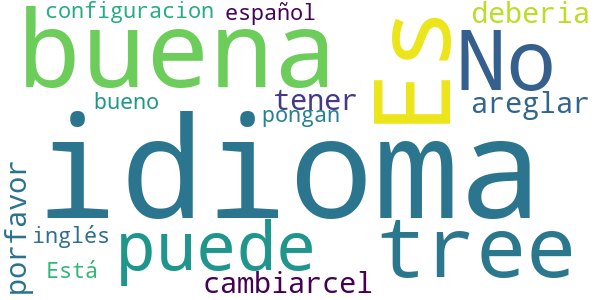 configuracion
español
deberia
buena
Es
No
bueno
tener
areglar
pongan
idioma
porfavor
inglés
puede
tree
Está
cambiarcel